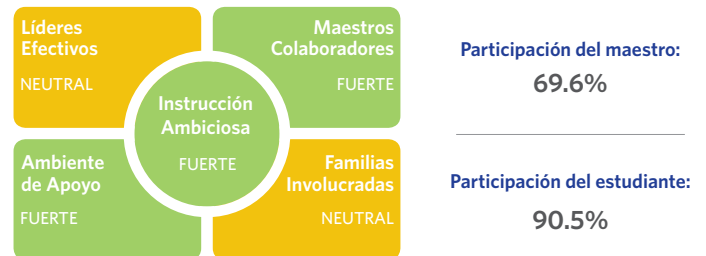 Líderes
Efectivos
NEUTRAL
Maestros
Colaboradores
FUERTE
Instrucción
Ambiciosa
FUERTE
Ambiente
de Apoyo
FUERTE
Familias
Involucradas
NEUTRAL
Participación del maestro:
69.6%
Participación del estudiante:
90.5%